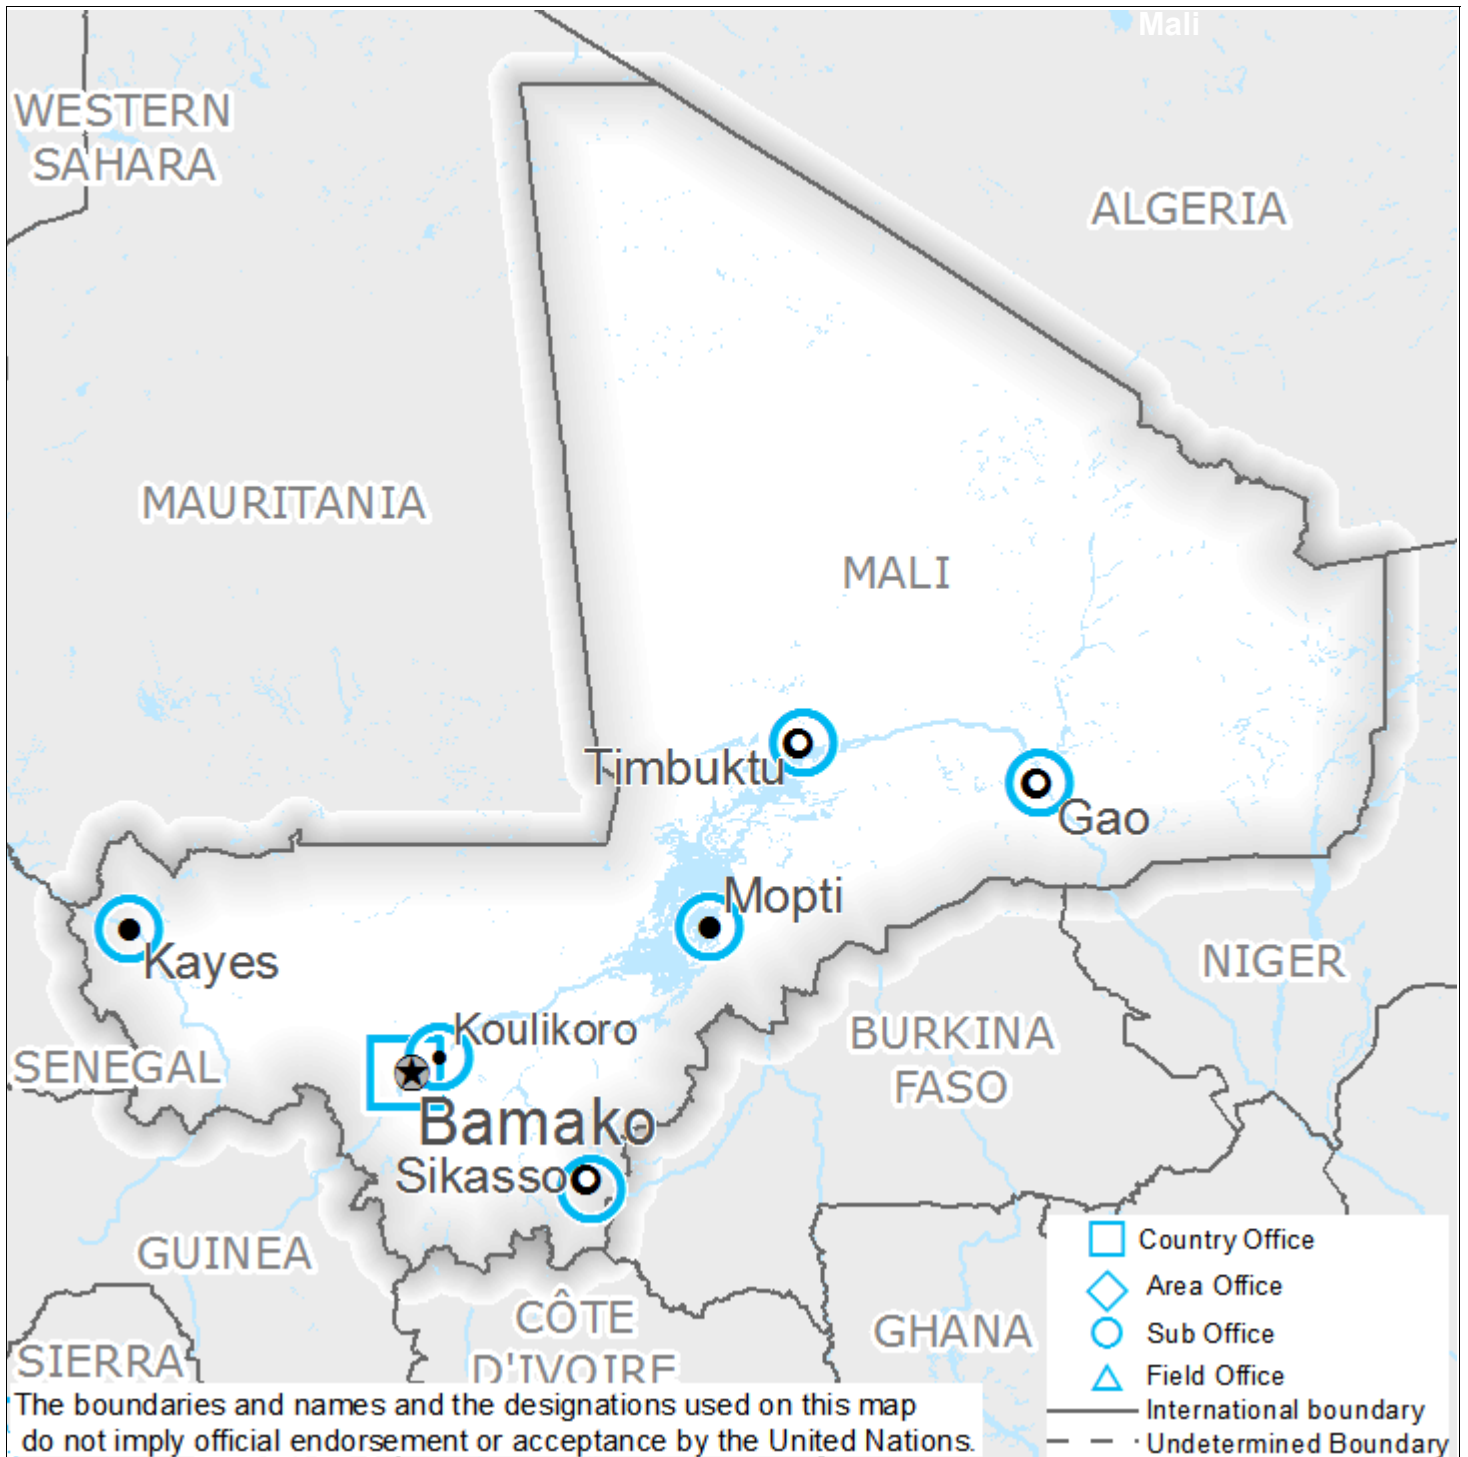 Mali
WESTERN
SAHARA
ALGERIA
MAURITANIA
MALI
Timbuktu
Gao
Mopti
Kayes
NIGER
Koulikoro
BURKINA
FASO
SENEGAL
Bamako
Sikasso
GUINEA
CÔTE
D'IVOIRE
GHANA
SIERRA
Country Office
Area Office
Sub Office
Field Office
International boundary
Undetermined Boundary
The boundaries and names and the designations used on this map
do not imply official endorsement or acceptance by the United Nations.